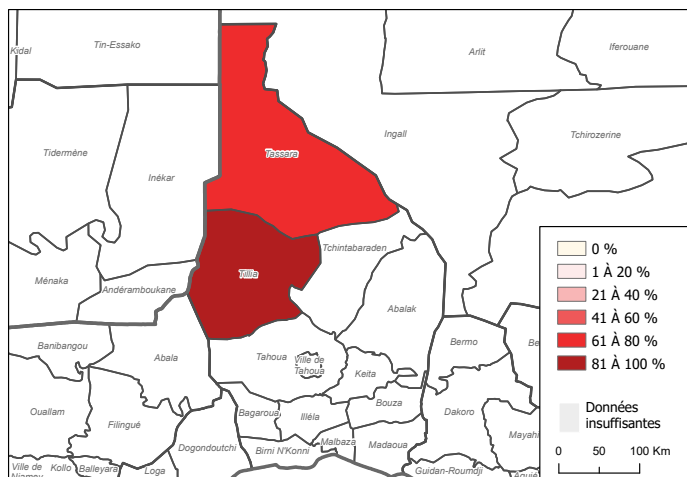 Tin-Essako
Kidal
Arlit
Iferouane
Ingall
Tchirozerine
Tidermène
Inékar
Tassara
Tchintabaraden
Ménaka
Andéramboukane
Tillia
Abalak
Banibangou
Abala
Tahoua
Ville de
Tahoua
Keita
Bermo
Be
Ouallam
Filingué
Bagaroua
Illéla
Bouza
Dakoro
Mayahi
Dogondoutchi
Birni N'Konni
Malbaza
Madaoua
Ville de
Niamey
Kollo
Balleyara
Loga
Guidan-Roumdji
Aguié
0 %
1 À 20 %
21 À 40 %
41 À 60 %
61 À 80 %
81 À 100 %
Données
insuffisantes
0 50 100 Km